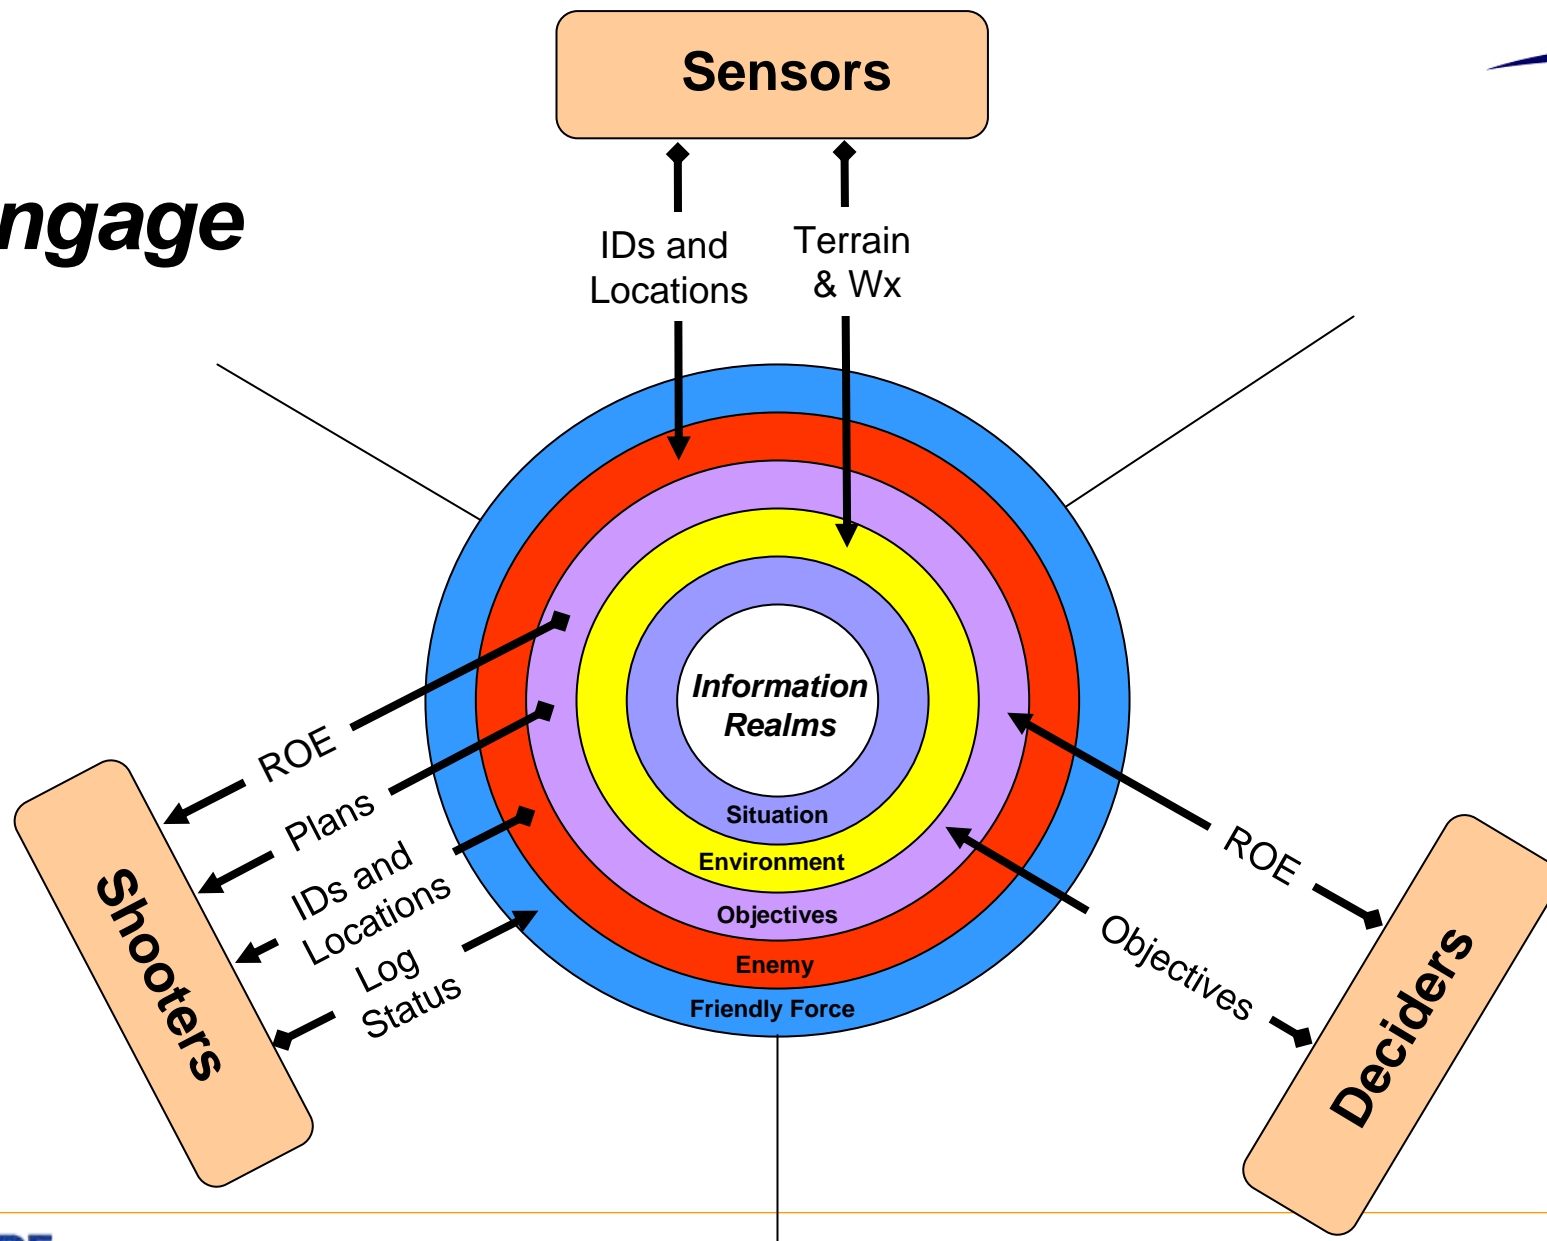 Sensors
ngage
IDs and
Locations
Terrain
& Wx
Information
Realms
Situation
Environment
Objectives
Enemy
Friendly Force
ROE
Plans
IDs and
Locations
Log
Status
Shooters
ROE
Objectives
Deciders